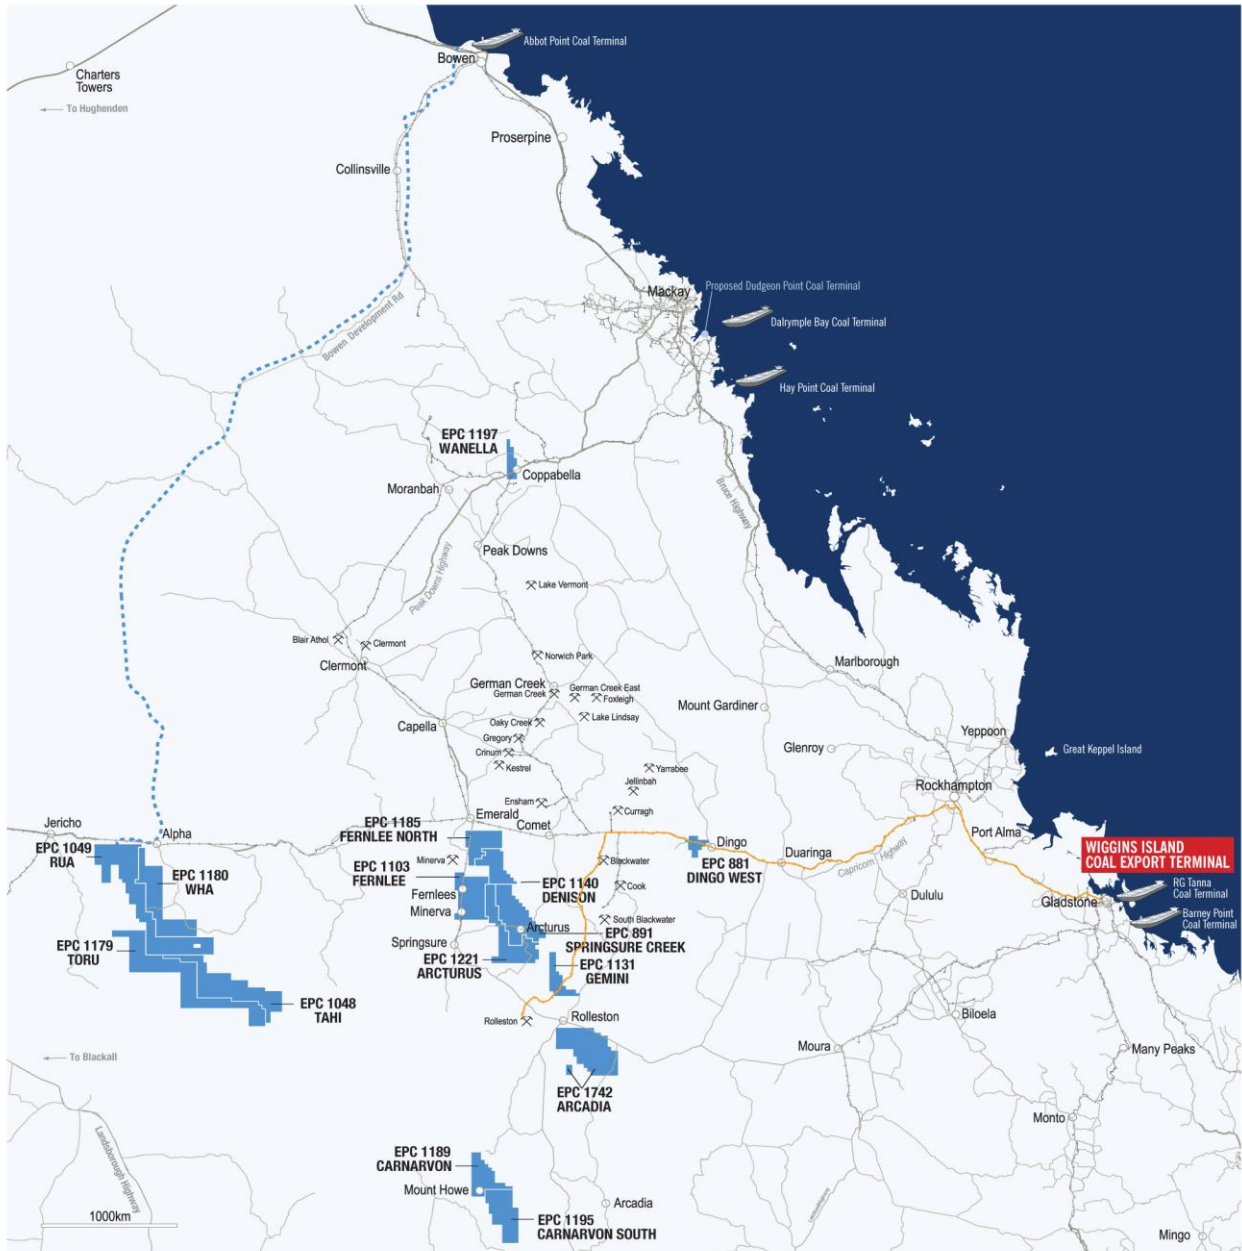 Abbot Point Coal Terminal
Bowen
Charters
Towers
To Hughenden
Proserpine
Collinsville
Proposed Dudgeon Point Coal Terminal
Mackay
Dalrymple Bay Coal Terminal
Bowen Development Rd
Hay Point Coal Terminal
EPC 1197
WANELLA
Coppabella
Moranbah
Bruce Highway
Peak Downs
Peak Downs Highway
Lake Vermont
Blair Athol
Clermont
Clermont
Norwich Park
Marlborough
German Creek
German Creek
German Creek East
Foxleigh
Mount Gardiner
Lake Lindsay
Capella
Oaky Creek
Gregory
Crinum
Kestrel
Yeppoon
Glenroy
Great Keppel Island
Yarrabee
Jellinbah
Rockhampton
Ensham
Curragh
Emerald
Comet
EPC 1185
FERNLEE NORTH
Jericho
Alpha
Port Alma
Dingo
EPC 881
DINGO WEST
Duaringa
Capricorn Highway
WIGGINS ISLAND
COAL EXPORT TERMINAL
EPC 1049
RUA
Minerva
Blackwater
EPC 1103
FERNLEE
EPC 1180
WHA
EPC 1140
DENISON
Cook
Fernlees
Dululu
RG Tanna
Coal Terminal
Gladstone
Minerva
South Blackwater
Barney Point
Coal Terminal
Arcturus
EPC 891
SPRINGSURE CREEK
Springsure
EPC 1179
TORU
EPC 1221
ARCTURUS
EPC 1131
GEMINI
EPC 1048
TAHI
Rolleston
Rolleston
Biloela
Moura
Many Peaks
To Blackall
EPC 1742
ARCADIA
Monto
Landsborough Highway
EPC 1189
CARNARVON
Mount Howe
Arcadia
EPC 1195
CARNARVON SOUTH
1000km
Mingo